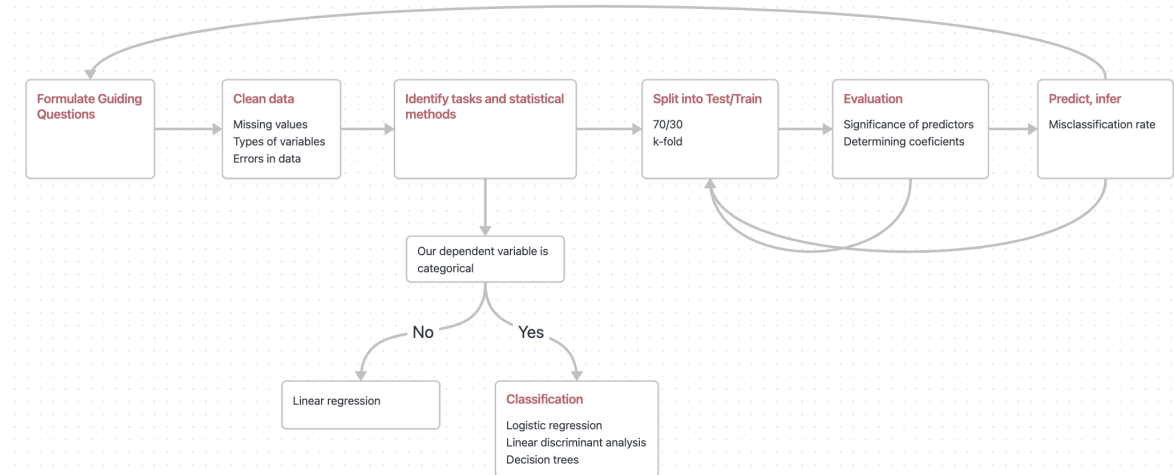 Formulate Guiding
Questions
Clean data
Missing values
Types of variables
Errors in data
Identify tasks and statistical
methods
Split into Test/Train
70/30
k-fold
Evaluation
Significance of predictors
Determining coeficients
Predict, infer
Misclassification rate
Our dependent variable is
categorical
No
Yes
Linear regression
Classification
Logistic regression
Linear discriminant analysis
Decision trees